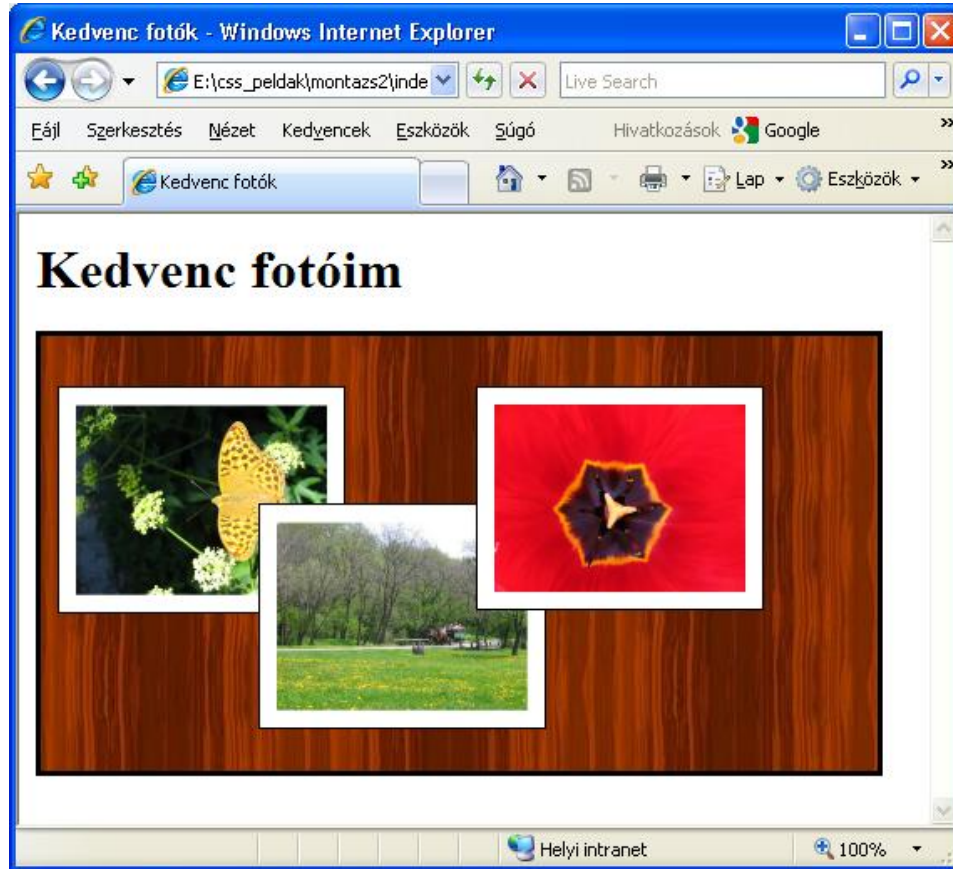 Kedvenc fotók - Windows Internet Explorer
E:\css_peldak\montazs2\inde
Live Search
Fájl Szerkesztés Nézet Kedvencek Eszközök Súgó Hivatkozások Google »
Kedvenc fotók Lap Eszközök »
Kedvenc fotóim
Helyi intranet 100%